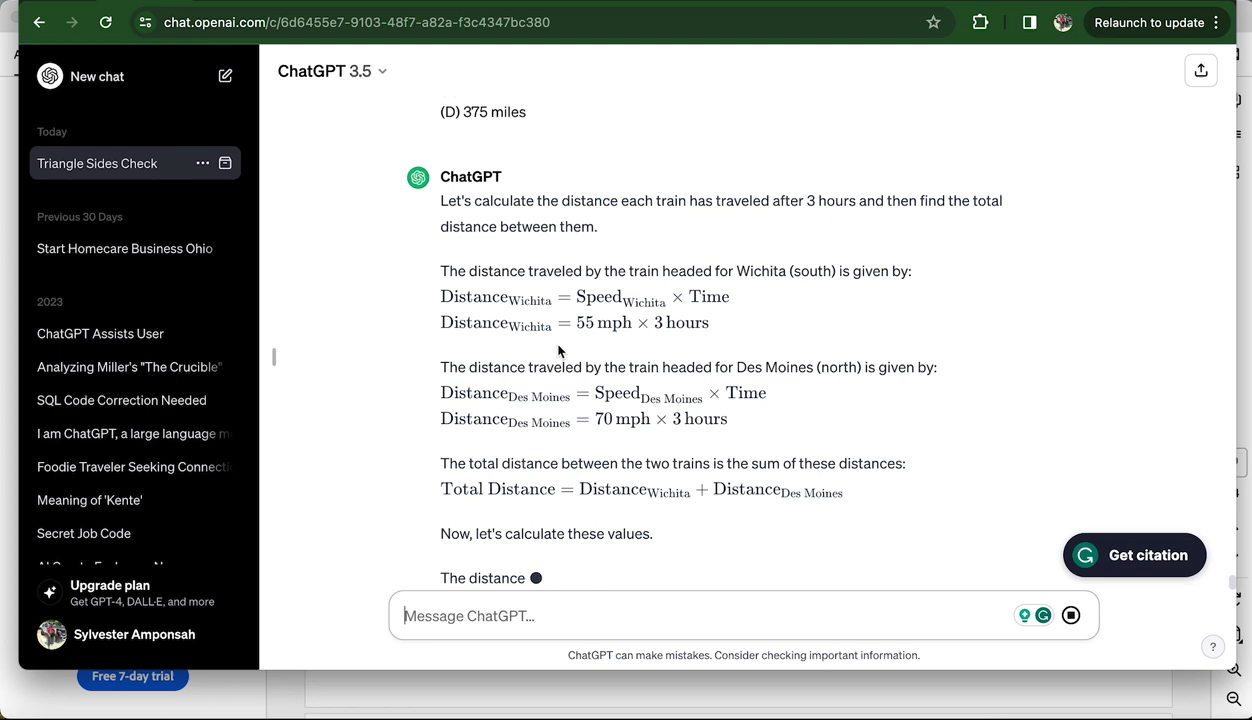 chat.openai.com/c/6d6455e7-9103-48f7-a82a-f3c4347bc380
Relaunch to update
New chat
Today
Triangle Sides Check
Previous 30 Days
Start Homecare Business Ohio
2023
ChatGPT Assists User
Analyzing Miller's "The Crucible"
SQL Code Correction Needed
I am ChatGPT, a large language m
Foodie Traveler Seeking Connecti
Meaning of 'Kente'
Secret Job Code
Upgrade plan
Get GPT-4, DALL·E, and more
Sylvester Amponsah
Free 7-day trial
ChatGPT 3.5
(D) 375 miles
ChatGPT
Let's calculate the distance each train has traveled after 3 hours and then find the total
distance between them.
The distance traveled by the train headed for Wichita (south) is given by:
Distance_Wichita = Speed_Wichita × Time
Distance_Wichita = 55 mph × 3 hours
The distance traveled by the train headed for Des Moines (north) is given by:
Distance_Des Moines = Speed_Des Moines × Time
Distance_Des Moines = 70 mph × 3 hours
The total distance between the two trains is the sum of these distances:
Total Distance = Distance_Wichita + Distance_Des Moines
Now, let's calculate these values.
The distance
Get citation
Message ChatGPT...
ChatGPT can make mistakes. Consider checking important information.
?